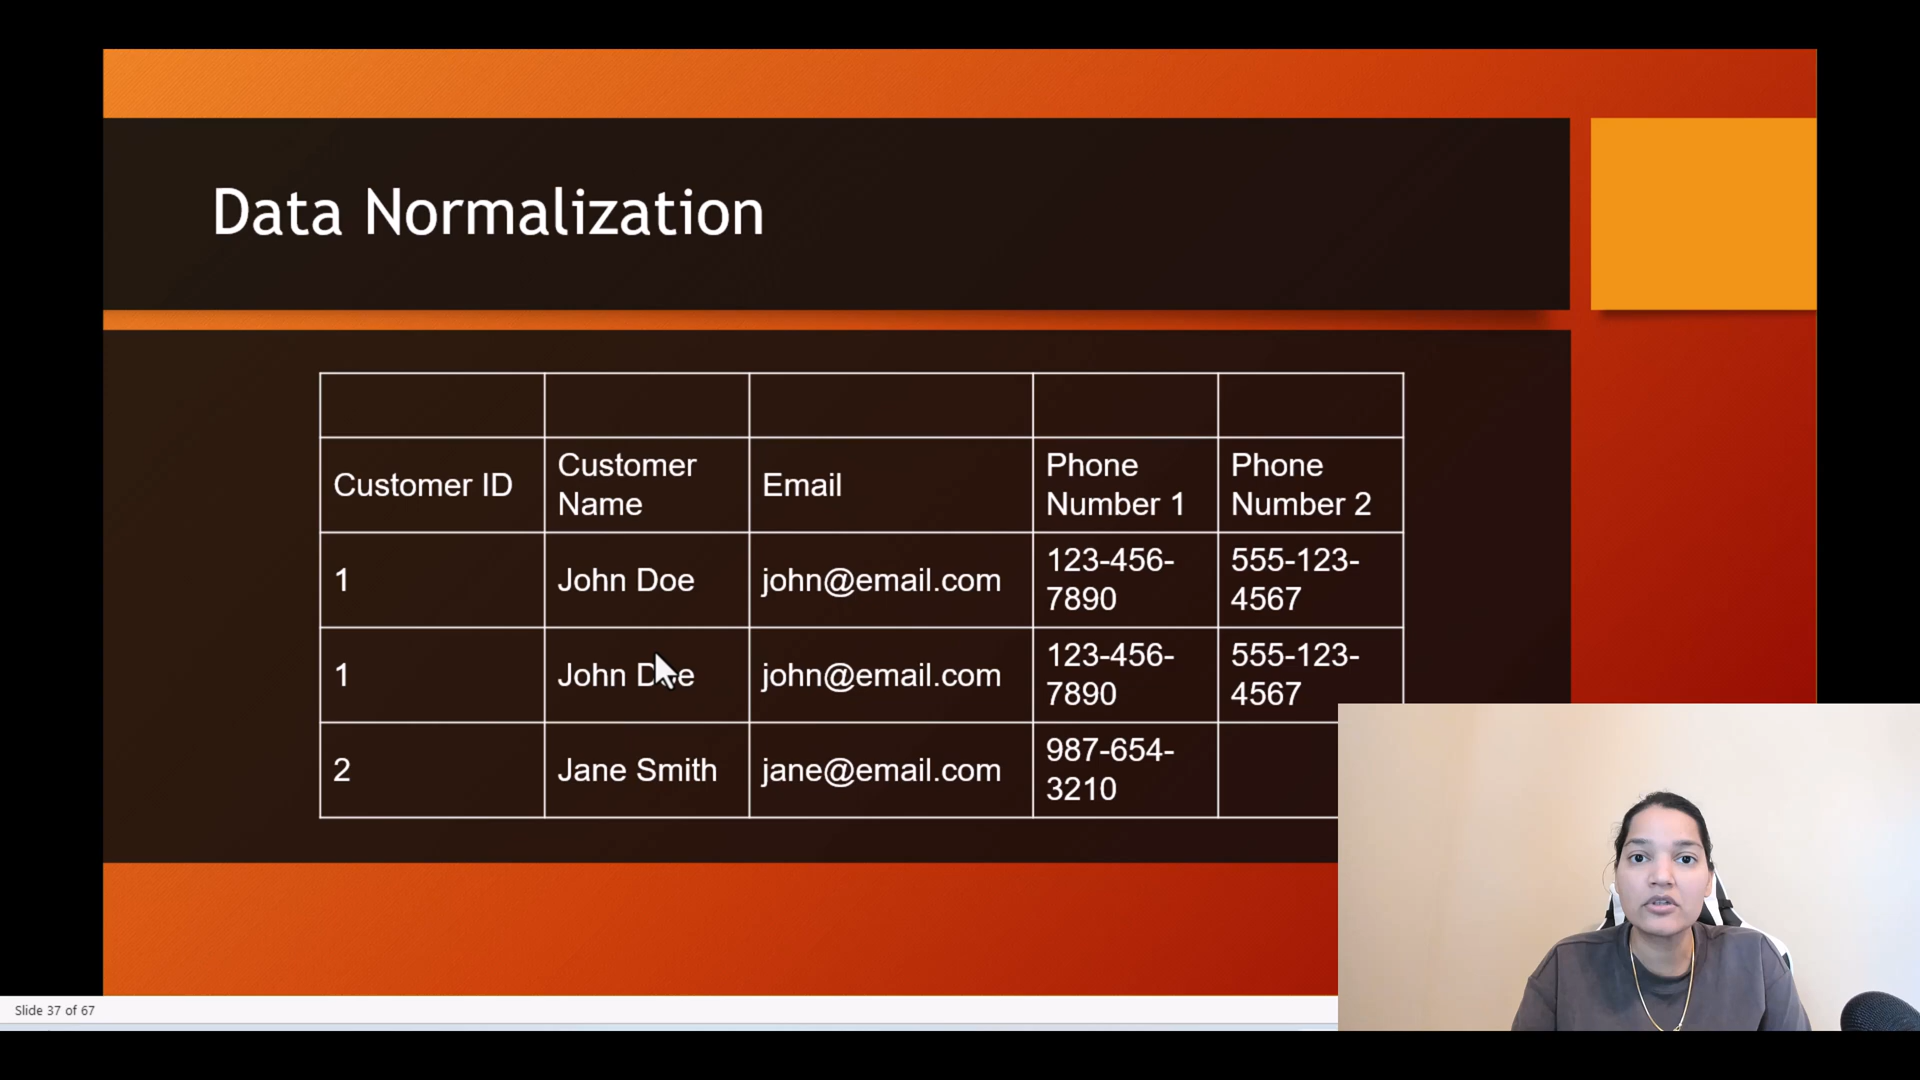 Data Normalization
Customer ID
Customer
Name
Email
Phone
Number 1
Phone
Number 2
1
John Doe
john@email.com
123-456-
7890
555-123-
4567
1
John Doe
john@email.com
123-456-
7890
555-123-
4567
2
Jane Smith
jane@email.com
987-654-
3210
Slide 37 of 67